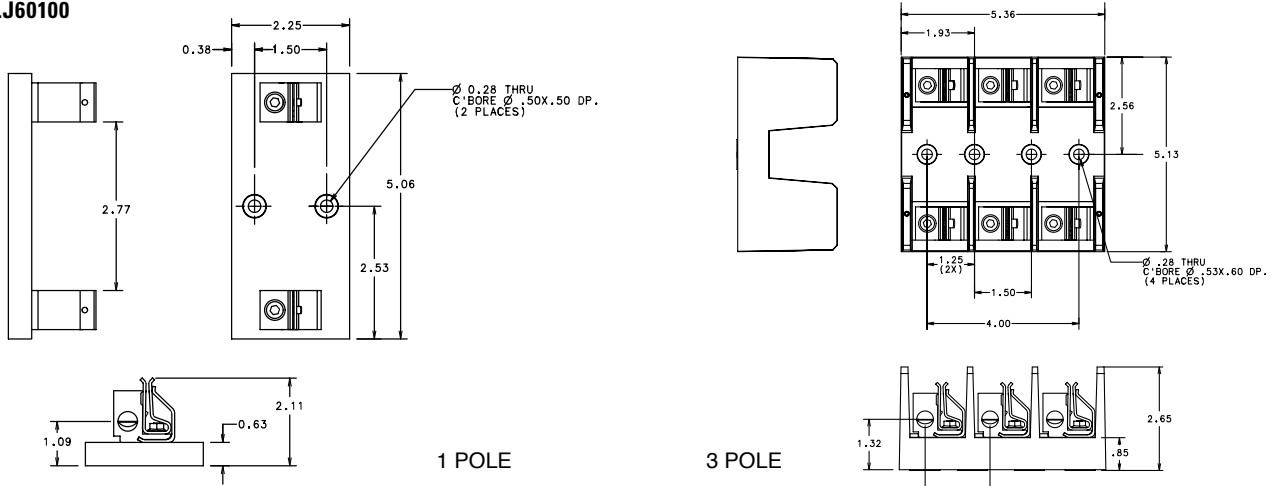 J60100
2.25
0.38
1.50
Ø 0.28 THRU
C'BORE Ø .50X.50 DP.
(2 PLACES)
2.77
5.06
2.53
1.09
0.63
2.11
1 POLE
5.36
1.93
2.56
5.13
1.25
(2X)
1.50
4.00
Ø .28 THRU
C'BORE Ø .53X.60 DP.
(4 PLACES)
1.32
.85
2.65
3 POLE